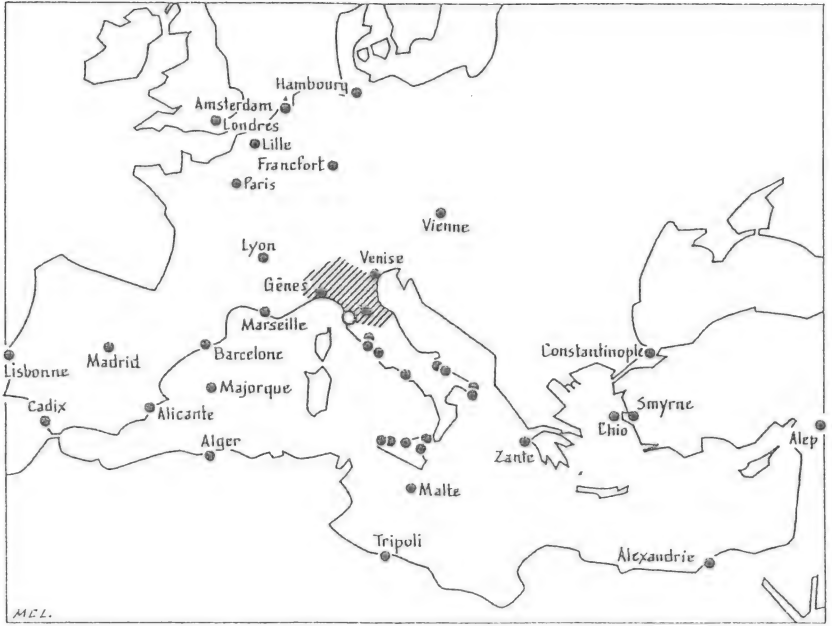 Hambourg
Amsterdam
Londres
Lille
Francfort
Paris
Vienne
Lyon
Venise
Gênes
Marseille
Constantinople
Lisbonne
Madrid
Barcelone
Majorque
Cadix
Alicante
Smyrne
Chio
Alep
Alger
Zante
Malte
Tripoli
Alexandrie
MCL.